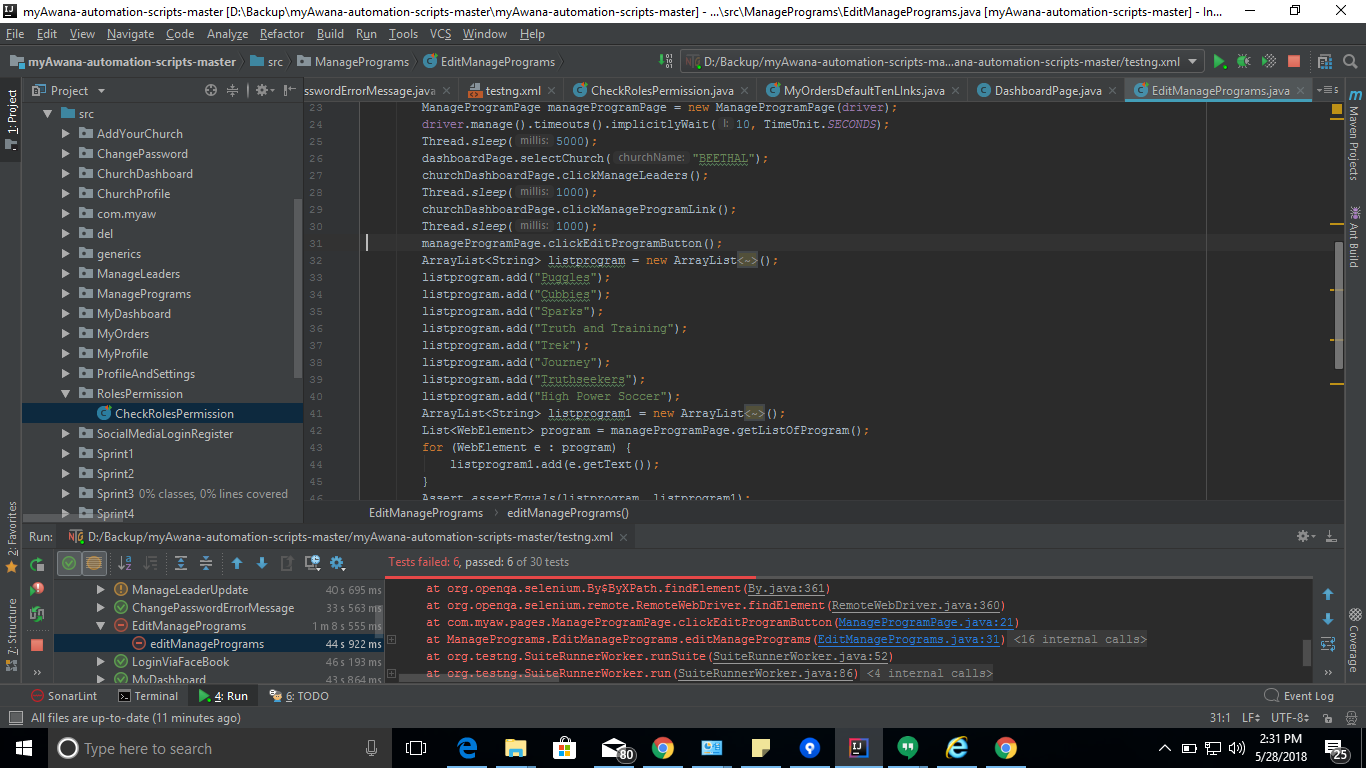 myAwana-automation-scripts-master [D:\Backup\myAwana-automation-scripts-master\myAwana-automation-scripts-master] - ...\src\ManagePrograms\EditManagePrograms.java [myAwana-automation-scripts-master] - In...
File Edit View Navigate Code Analyze Refactor Build Run Tools VCS Window Help
myAwana-automation-scripts-master src ManagePrograms EditManagePrograms D:/Backup/myAwana-automation-scripts-ma...ana-automation-scripts-master/testng.xml
Project sswordErrorMessage.java testng.xml CheckRolesPermission.java MyOrdersDefaultTenLInks.java DashboardPage.java EditManagePrograms.java
1: Project
2: Favorites
7: Structure
src
AddYourChurch
ChangePassword
ChurchDashboard
ChurchProfile
com.myaw
del
generics
ManageLeaders
ManagePrograms
MyDashboard
MyOrders
MyProfile
ProfileAndSettings
RolesPermission
CheckRolesPermission
SocialMediaLoginRegister
Sprint1
Sprint2
Sprint3 0% classes, 0% lines covered
Sprint4
23 ManageProgramPage manageProgramPage = new ManageProgramPage(driver);
24 driver.manage().timeouts().implicitlyWait( l: 10, TimeUnit.SECONDS);
25 Thread.sleep( millis: 5000);
26 dashboardPage.selectChurch( churchName: "BEETHAL");
27 churchDashboardPage.clickManageLeaders();
28 Thread.sleep( millis: 1000);
29 churchDashboardPage.clickManageProgramLink();
30 Thread.sleep( millis: 1000);
31 manageProgramPage.clickEditProgramButton();
32 ArrayList<String> listprogram = new ArrayList<~>();
33 listprogram.add("Puggles");
34 listprogram.add("Cubbies");
35 listprogram.add("Sparks");
36 listprogram.add("Truth and Training");
37 listprogram.add("Trek");
38 listprogram.add("Journey");
39 listprogram.add("Truthseekers");
40 listprogram.add("High Power Soccer");
41 ArrayList<String> listprogram1 = new ArrayList<~>();
42 List<WebElement> program = manageProgramPage.getListOfProgram();
43 for (WebElement e : program) {
44 listprogram1.add(e.getText());
45 }
46 Assert.assertEquals(listprogram, listprogram1);
EditManagePrograms editManagePrograms()
Maven Projects
Ant Build
Coverage
Run: D:/Backup/myAwana-automation-scripts-master/myAwana-automation-scripts-master/testng.xml
Tests failed: 6, passed: 6 of 30 tests
ManageLeaderUpdate 40 s 695 ms
ChangePasswordErrorMessage 33 s 563 ms
EditManagePrograms 1 m 8 s 555 ms
editManagePrograms 44 s 922 ms
LoginViaFaceBook 46 s 193 ms
MyDashboard 43 s 864 ms
at org.openqa.selenium.By$ByXPath.findElement(By.java:361)
at org.openqa.selenium.remote.RemoteWebDriver.findElement(RemoteWebDriver.java:360)
at com.myaw.pages.ManageProgramPage.clickEditProgramButton(ManageProgramPage.java:21)
at ManagePrograms.EditManagePrograms.editManagePrograms(EditManagePrograms.java:31) <16 internal calls>
at org.testng.SuiteRunnerWorker.runSuite(SuiteRunnerWorker.java:52)
at org.testng.SuiteRunnerWorker.run(SuiteRunnerWorker.java:86) <4 internal calls>
SonarLint Terminal 4: Run 6: TODO Event Log
All files are up-to-date (11 minutes ago) 31:1 LF UTF-8
Type here to search
80
2:31 PM
5/28/2018
25